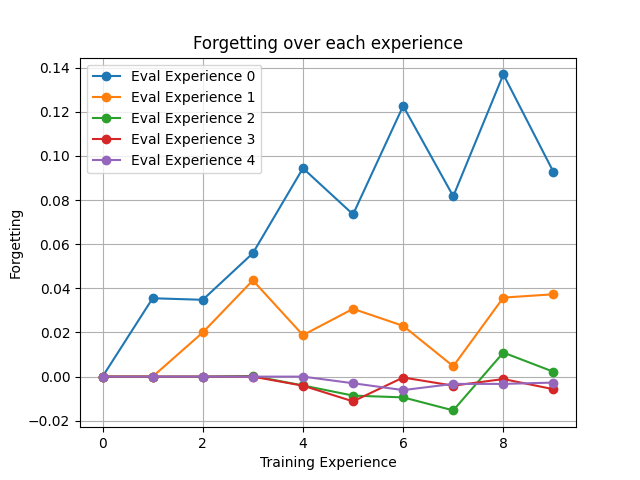 Forgetting over each experience
Eval Experience 0
Eval Experience 1
Eval Experience 2
Eval Experience 3
Eval Experience 4
Forgetting
0.14
0.12
0.10
0.08
0.06
0.04
0.02
0.00
−0.02
0 2 4 6 8
Training Experience